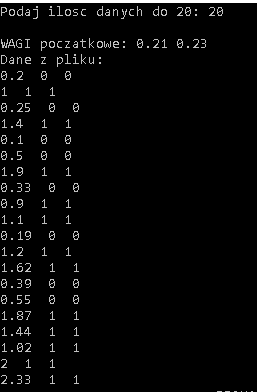 Podaj ilosc danych do 20: 20
WAGI poczatkowe: 0.21 0.23
Dane z pliku:
0.2 0 0
1 1 1
0.25 0 0
1.4 1 1
0.1 0 0
0.5 0 0
1.9 1 1
0.33 0 0
0.9 1 1
1.1 1 1
0.19 0 0
1.2 1 1
1.62 1 1
0.39 0 0
0.55 0 0
1.87 1 1
1.44 1 1
1.02 1 1
2 1 1
2.33 1 1